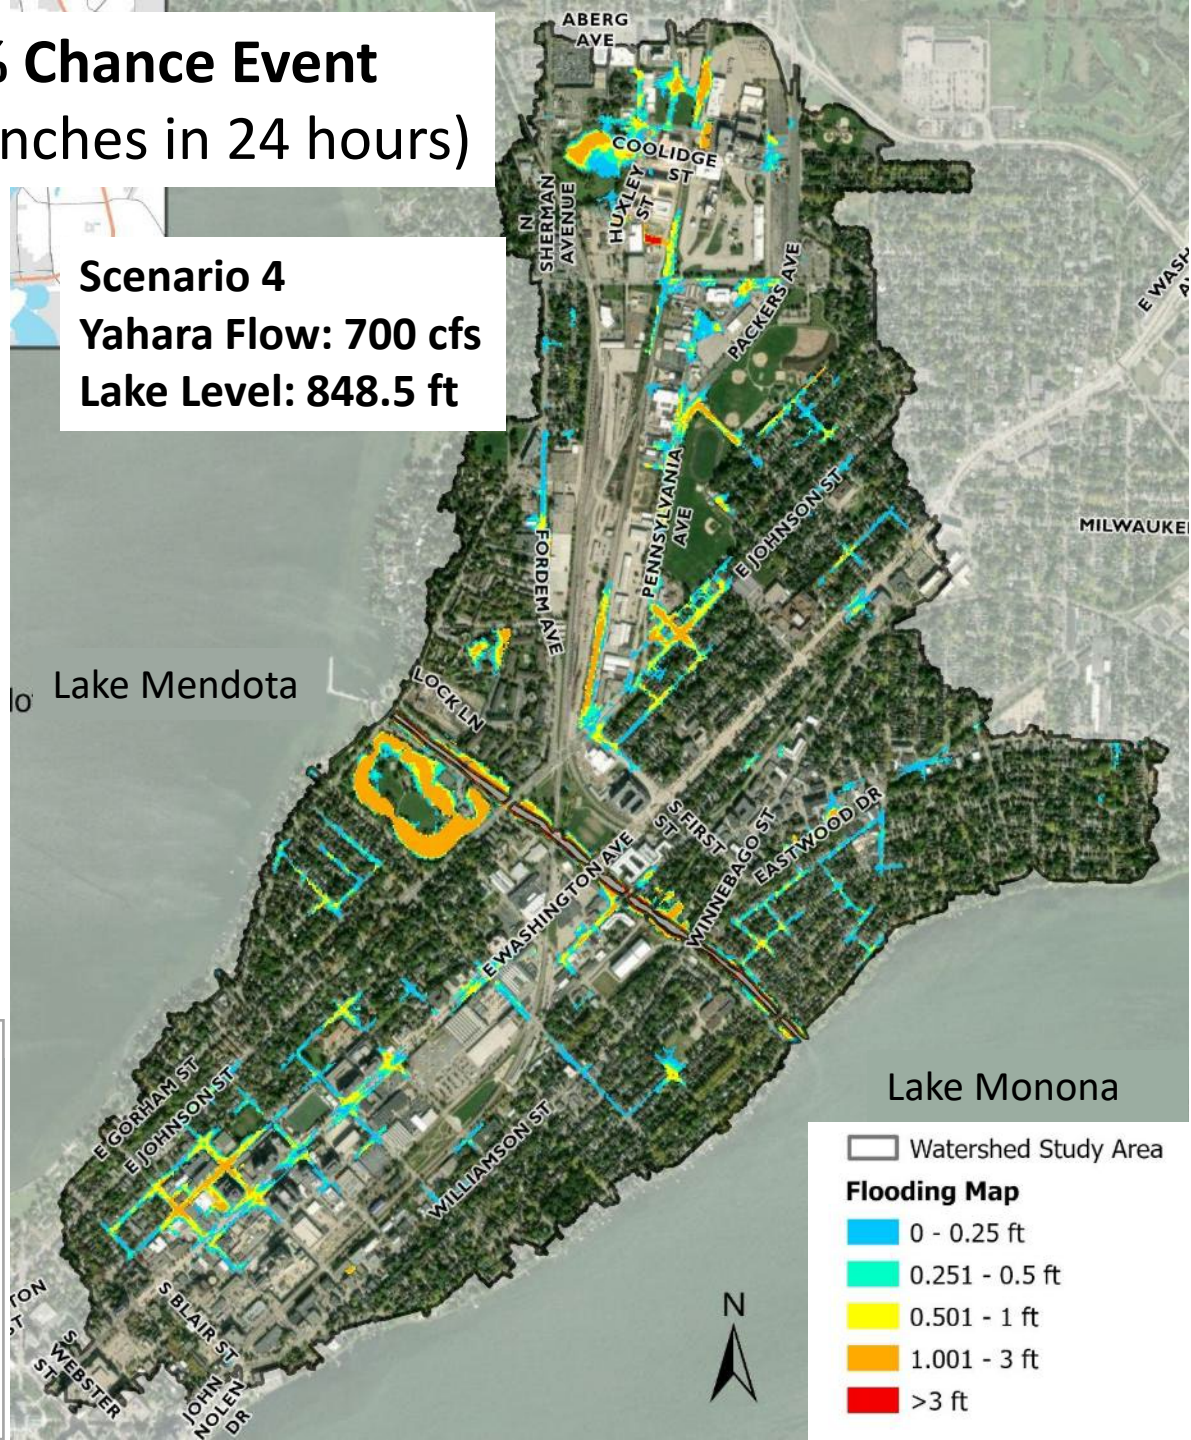 % Chance Event
nches in 24 hours)
Scenario 4
Yahara Flow: 700 cfs
Lake Level: 848.5 ft
ABERG
AVE
COOLIDGE
ST
HUXLEY
ST
N
SHERMAN
AVENUE
PACKERS AVE
E WASH
MILWAUKE
PENNSYLVANIA
AVE
E JOHNSON ST
FORDEM AVE
Lake Mendota
LOCK LN
S FIRST
ST
WINNEBAGO ST
EASTWOOD DR
E WASHINGTON AVE
E GORHAM ST
E JOHNSON ST
WILLIAMSON ST
S BLAIR ST
S
WEBSTER
ST
JOHN
NOLEN
DR
TON
Lake Monona
N
Watershed Study Area
Flooding Map
0 - 0.25 ft
0.251 - 0.5 ft
0.501 - 1 ft
1.001 - 3 ft
>3 ft